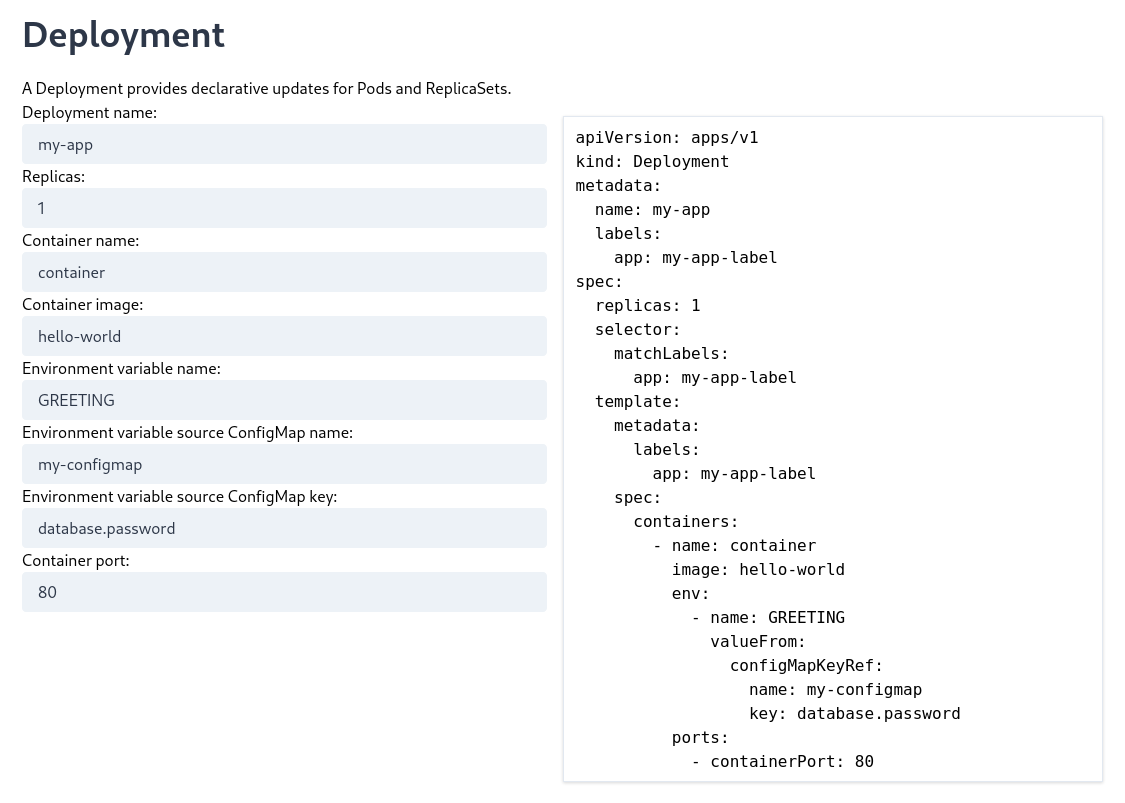 Deployment
A Deployment provides declarative updates for Pods and ReplicaSets.
Deployment name:
my-app
Replicas:
1
Container name:
container
Container image:
hello-world
Environment variable name:
GREETING
Environment variable source ConfigMap name:
my-configmap
Environment variable source ConfigMap key:
database.password
Container port:
80
apiVersion: apps/v1
kind: Deployment
metadata:
  name: my-app
  labels:
    app: my-app-label
spec:
  replicas: 1
  selector:
    matchLabels:
      app: my-app-label
  template:
    metadata:
      labels:
        app: my-app-label
    spec:
      containers:
        - name: container
          image: hello-world
          env:
            - name: GREETING
              valueFrom:
                configMapKeyRef:
                  name: my-configmap
                  key: database.password
          ports:
            - containerPort: 80